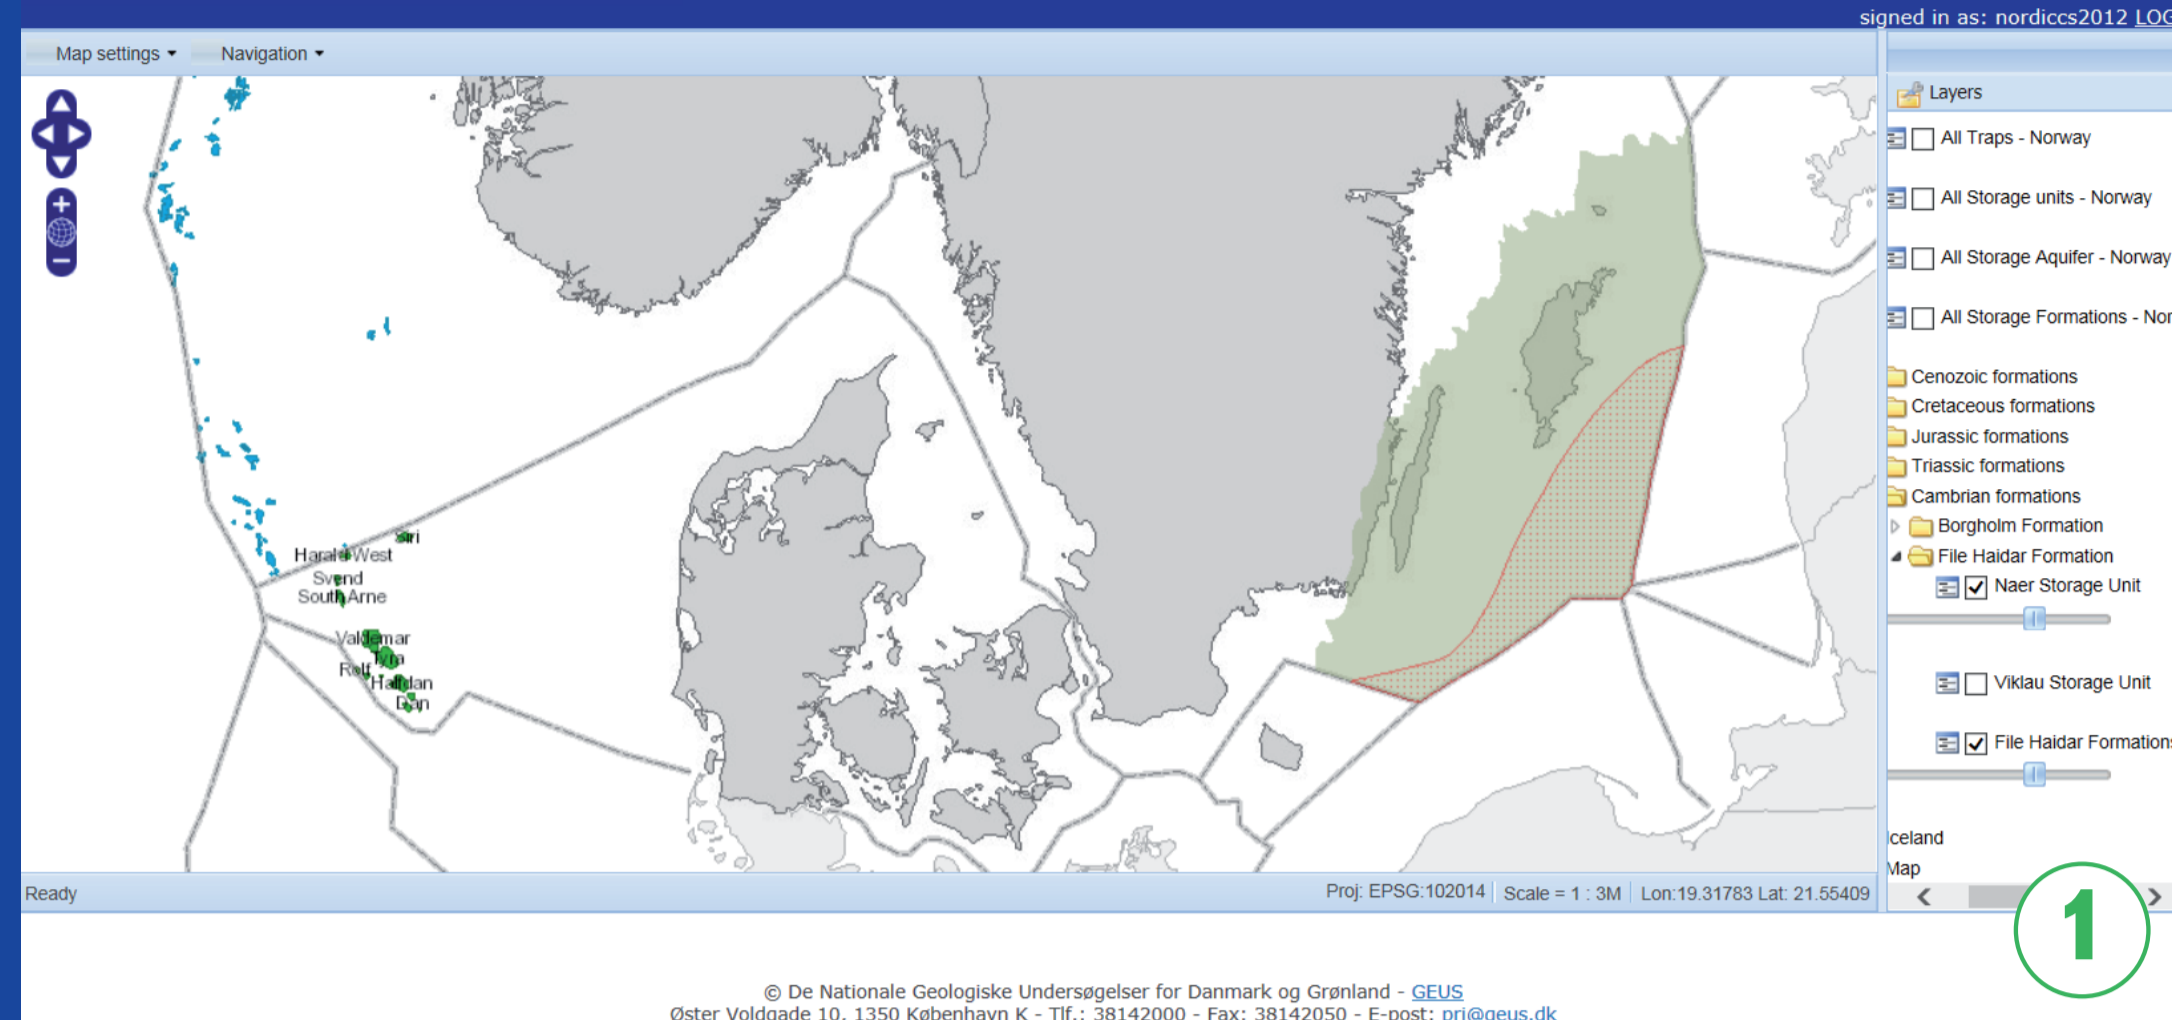 signed in as: nordiccs2012 LOG
Map settings
Navigation
Layers
All Traps - Norway
All Storage units - Norway
All Storage Aquifer - Norway
All Storage Formations - Nor
Cenozoic formations
Cretaceous formations
Jurassic formations
Triassic formations
Cambrian formations
Borgholm Formation
File Haidar Formation
Naer Storage Unit
Viklau Storage Unit
File Haidar Formations
Iceland
Map
Siri
Harald West
Svend
South Arne
Valdemar
Tyra
Rolf
Halfdan
Dan
Ready
Proj: EPSG:102014
Scale = 1 : 3M
Lon:19.31783 Lat: 21.55409
1
© De Nationale Geologiske Undersøgelser for Danmark og Grønland - GEUS
Øster Voldgade 10, 1350 København K - Tlf.: 38142000 - Fax: 38142050 - E-post: pri@geus.dk